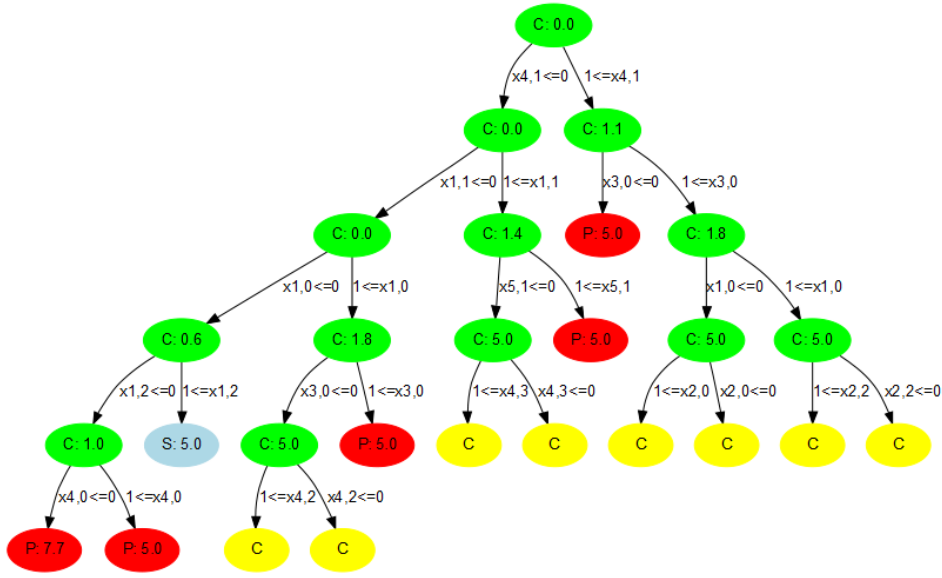 C: 0.0
x4,1<=0 1<=x4,1
C: 0.0 C: 1.1
x1,1<=0 1<=x1,1 x3,0<=0 1<=x3,0
C: 0.0 C: 1.4 P: 5.0 C: 1.8
x1,0<=0 1<=x1,0 x5,1<=0 1<=x5,1 x1,0<=0 1<=x1,0
C: 0.6 C: 1.8 C: 5.0 P: 5.0 C: 5.0 C: 5.0
x1,2<=0 1<=x1,2 x3,0<=0 1<=x3,0 1<=x4,3 x4,3<=0 1<=x2,0 x2,0<=0 1<=x2,2 x2,2<=0
C: 1.0 S: 5.0 C: 5.0 P: 5.0 C C C C C C
x4,0<=0 1<=x4,0 1<=x4,2 x4,2<=0
P: 7.7 P: 5.0 C C